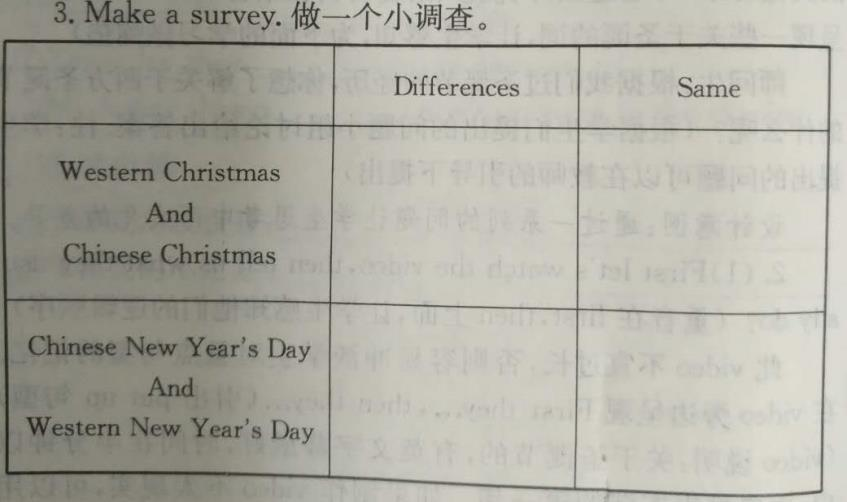 3. Make a survey. 做一个小调查。
Differences
Same
Western Christmas
And
Chinese Christmas
Chinese New Year's Day
And
Western New Year's Day